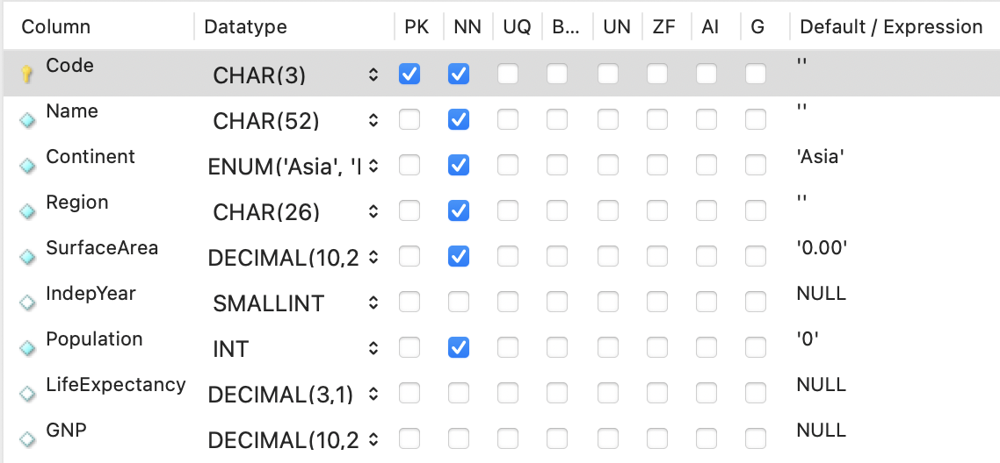 Column Datatype PK NN UQ B... UN ZF AI G Default / Expression
Code CHAR(3) ''
Name CHAR(52) ''
Continent ENUM('Asia', ' 'Asia'
Region CHAR(26) ''
SurfaceArea DECIMAL(10,2 '0.00'
IndepYear SMALLINT NULL
Population INT '0'
LifeExpectancy DECIMAL(3,1) NULL
GNP DECIMAL(10,2 NULL